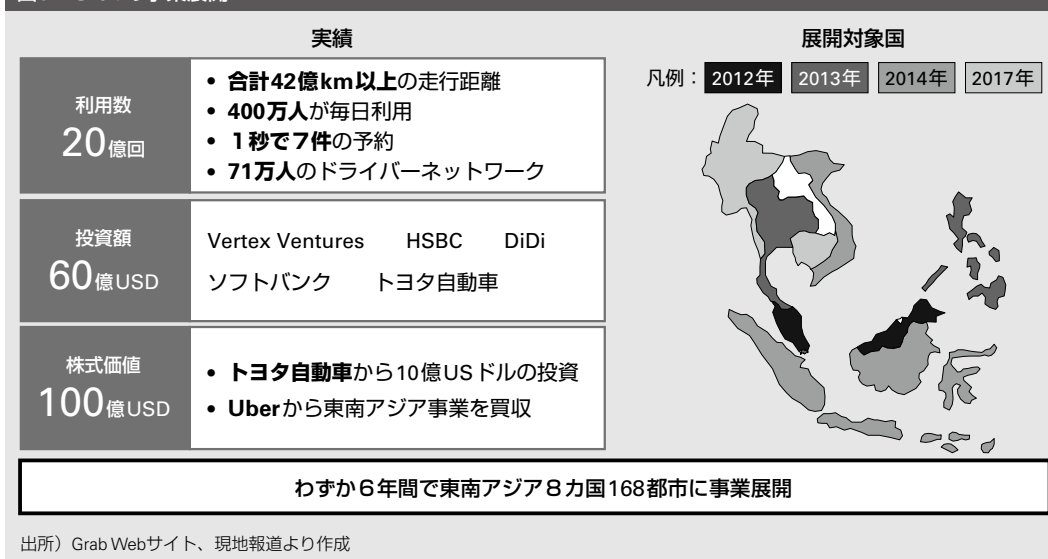 実績
利用数
20億回
• 合計42億km以上の走行距離
• 400万人が毎日利用
• 1秒で7件の予約
• 71万人のドライバーネットワーク
投資額
60億USD
Vertex Ventures HSBC DiDi
ソフトバンク トヨタ自動車
株式価値
100億USD
• トヨタ自動車から10億USドルの投資
• Uberから東南アジア事業を買収
展開対象国
凡例：2012年 2013年 2014年 2017年
わずか6年間で東南アジア8カ国168都市に事業展開
出所）Grab Webサイト、現地報道より作成